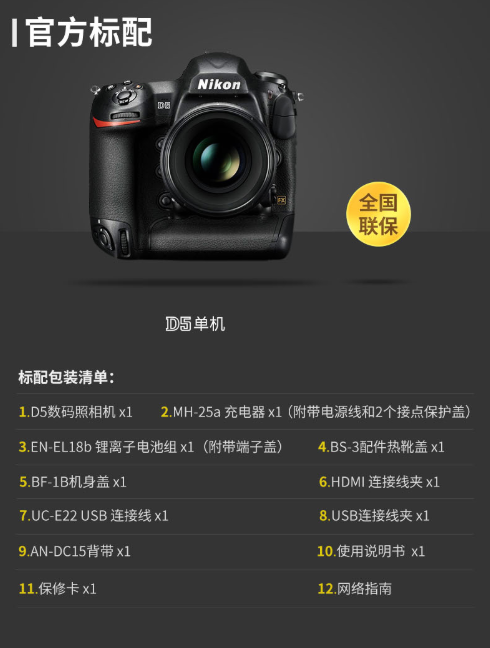 官方标配
Nikon
D5
FX
全国
联保
D5单机
标配包装清单：
1.D5数码照相机 x1 2.MH-25a 充电器 x1（附带电源线和2个接点保护盖）
3.EN-EL18b 锂离子电池组 x1（附带端子盖） 4.BS-3配件热靴盖 x1
5.BF-1B机身盖 x1 6.HDMI 连接线夹 x1
7.UC-E22 USB 连接线 x1 8.USB连接线夹 x1
9.AN-DC15背带 x1 10.使用说明书 x1
11.保修卡 x1 12.网络指南